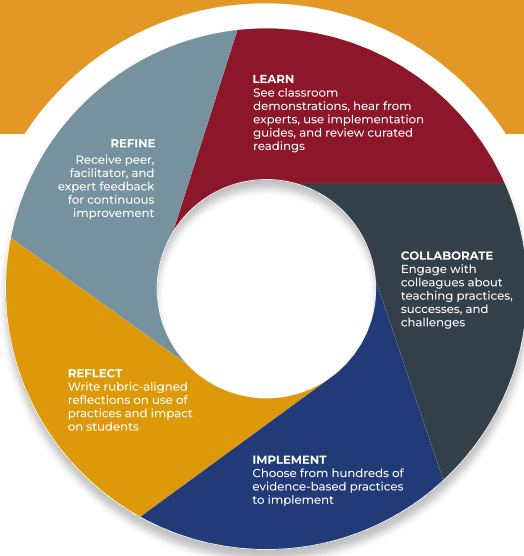 LEARN
See classroom
demonstrations, hear from
experts, use implementation
guides, and review curated
readings
COLLABORATE
Engage with
colleagues about
teaching practices,
successes, and
challenges
IMPLEMENT
Choose from hundreds of
evidence-based practices
to implement
REFLECT
Write rubric-aligned
reflections on use of
practices and impact
on students
REFINE
Receive peer,
facilitator, and
expert feedback
for continuous
improvement